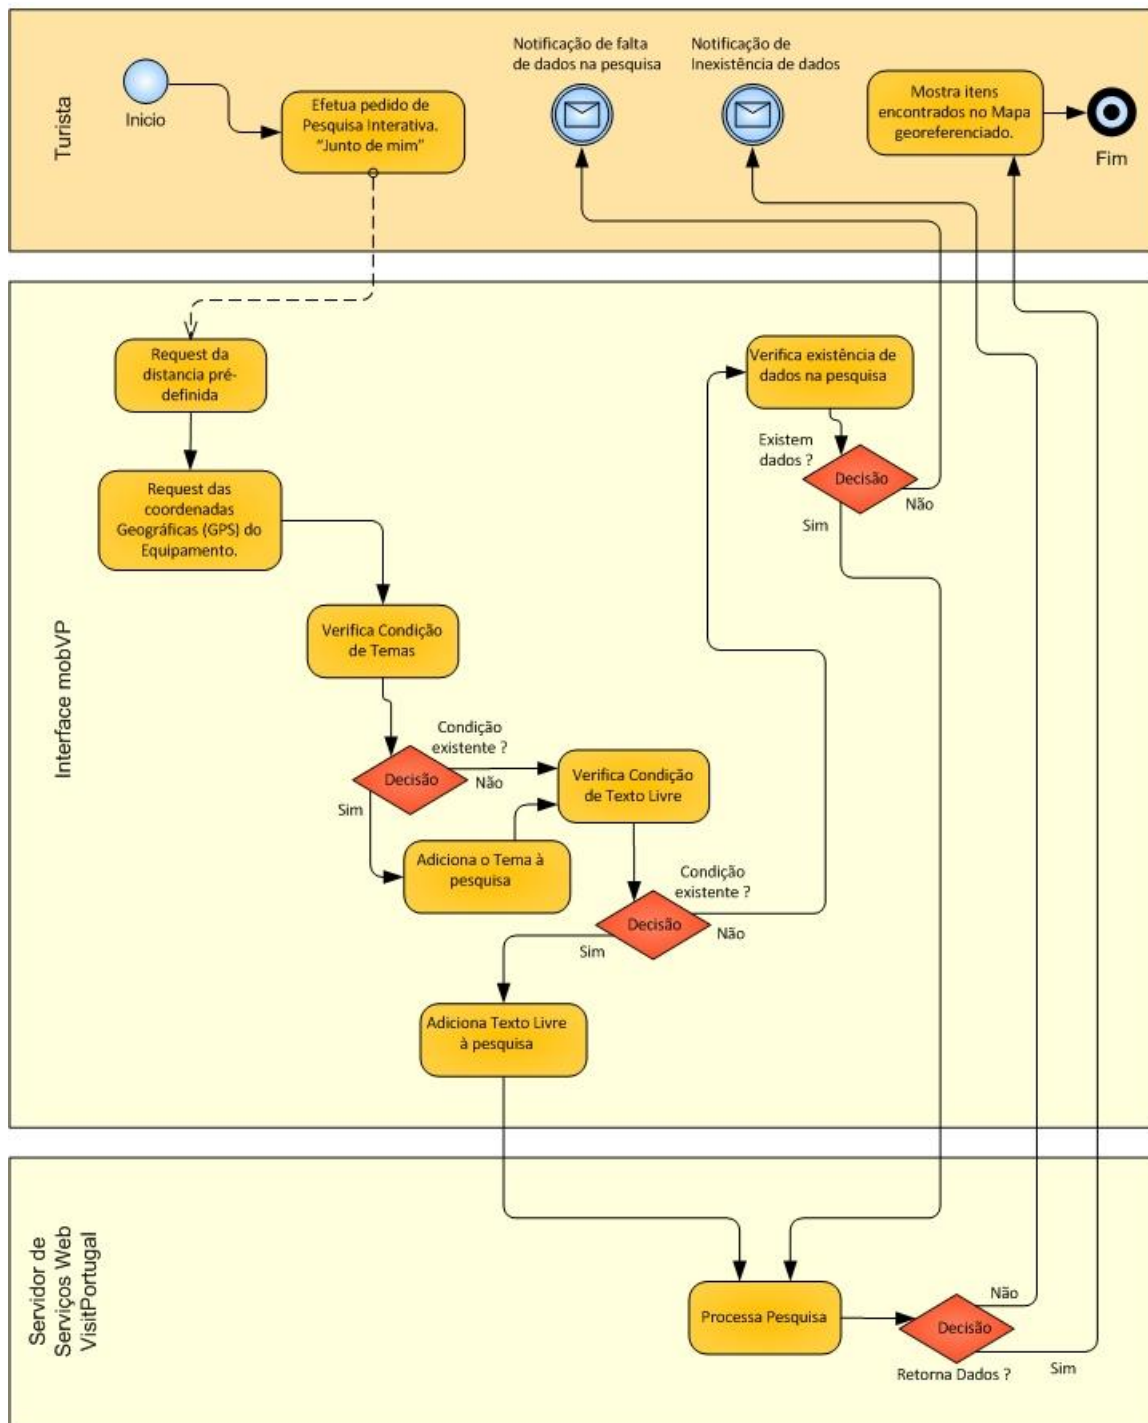 Turista
Inicio
Efetua pedido de
Pesquisa Interativa.
"Junto de mim"
Notificação de falta
de dados na pesquisa
Notificação de
Inexistência de dados
Mostra itens
encontrados no Mapa
georeferenciado.
Fim
Interface mobVP
Request da
distancia pré-
definida
Request das
coordenadas
Geográficas (GPS) do
Equipamento.
Verifica Condição
de Temas
Decisão
Condição
existente ?
Não
Sim
Adiciona o Tema à
pesquisa
Verifica Condição
de Texto Livre
Decisão
Condição
existente ?
Não
Sim
Adiciona Texto Livre
à pesquisa
Verifica existência de
dados na pesquisa
Existem
dados ?
Decisão
Não
Sim
Servidor de
Serviços Web
VisitPortugal
Processa Pesquisa
Decisão
Não
Retorna Dados ?
Sim